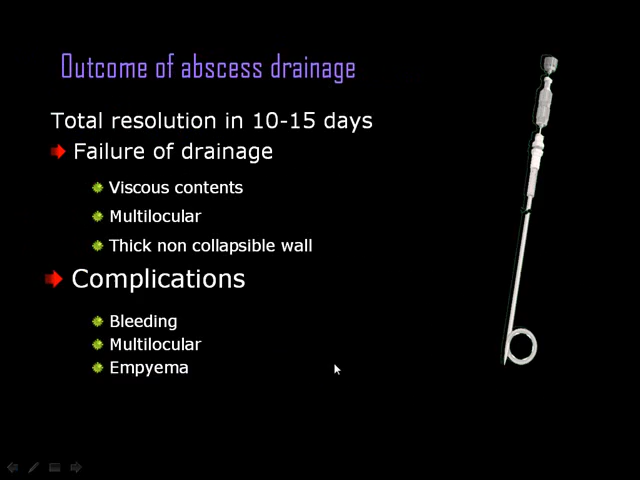 Outcome of abscess drainage
Total resolution in 10-15 days
Failure of drainage
Viscous contents
Multilocular
Thick non collapsible wall
Complications
Bleeding
Multilocular
Empyema